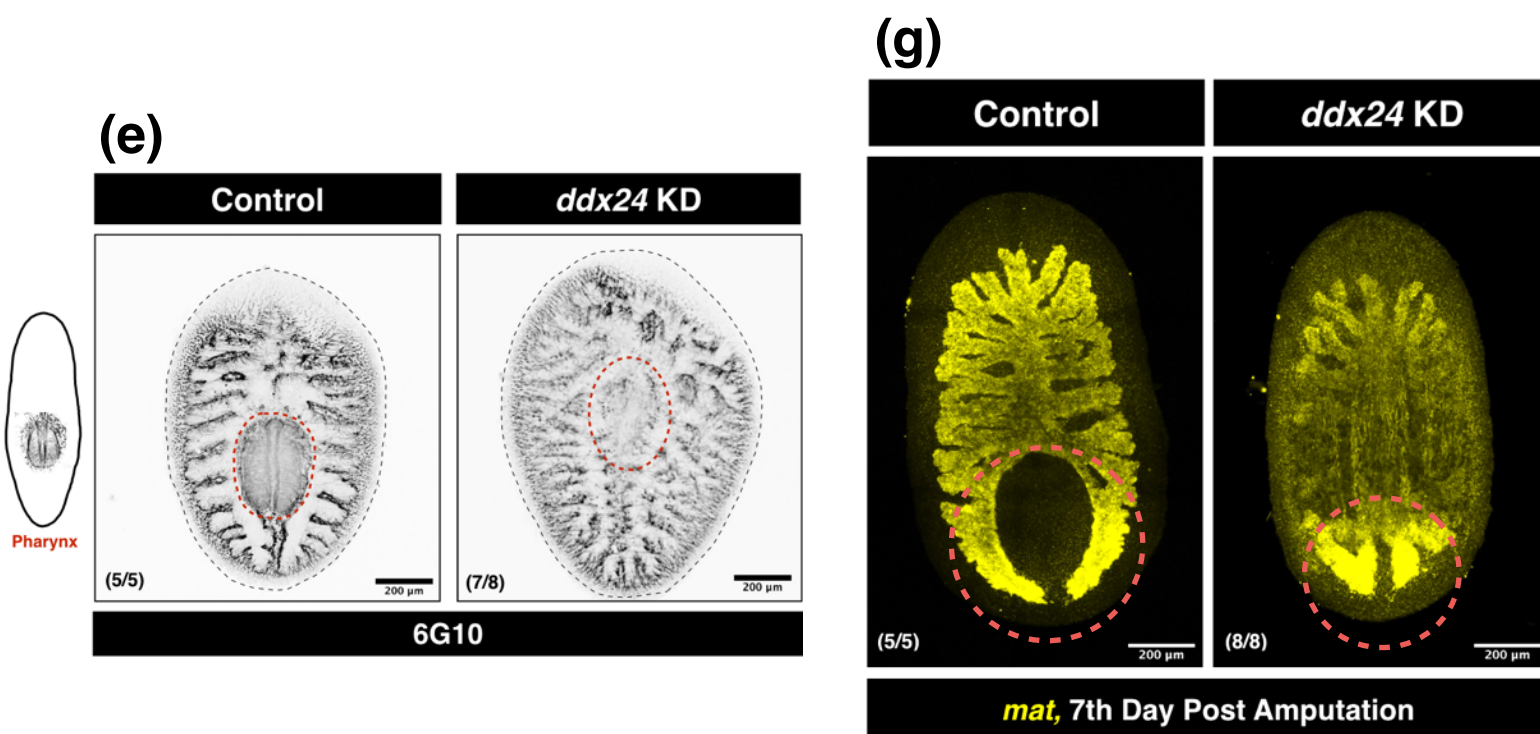 (e)
Control
ddx24 KD
Pharynx
(5/5)
200 µm
(7/8)
200 µm
6G10
(g)
Control
ddx24 KD
(5/5)
200 µm
(8/8)
200 µm
mat, 7th Day Post Amputation